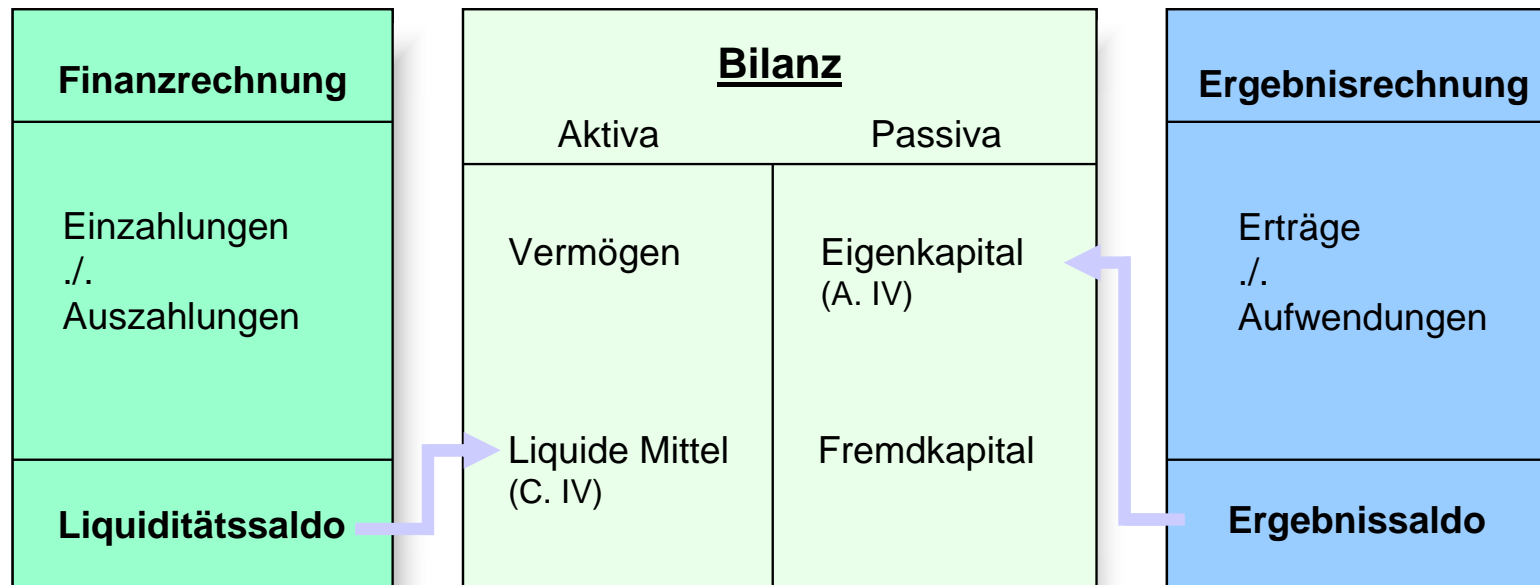 Finanzrechnung
Einzahlungen
./.
Auszahlungen
Liquiditätssaldo
Bilanz
Aktiva Passiva
Vermögen
Liquide Mittel
(C. IV)
Eigenkapital
(A. IV)
Fremdkapital
Ergebnisrechnung
Erträge
./.
Aufwendungen
Ergebnissaldo